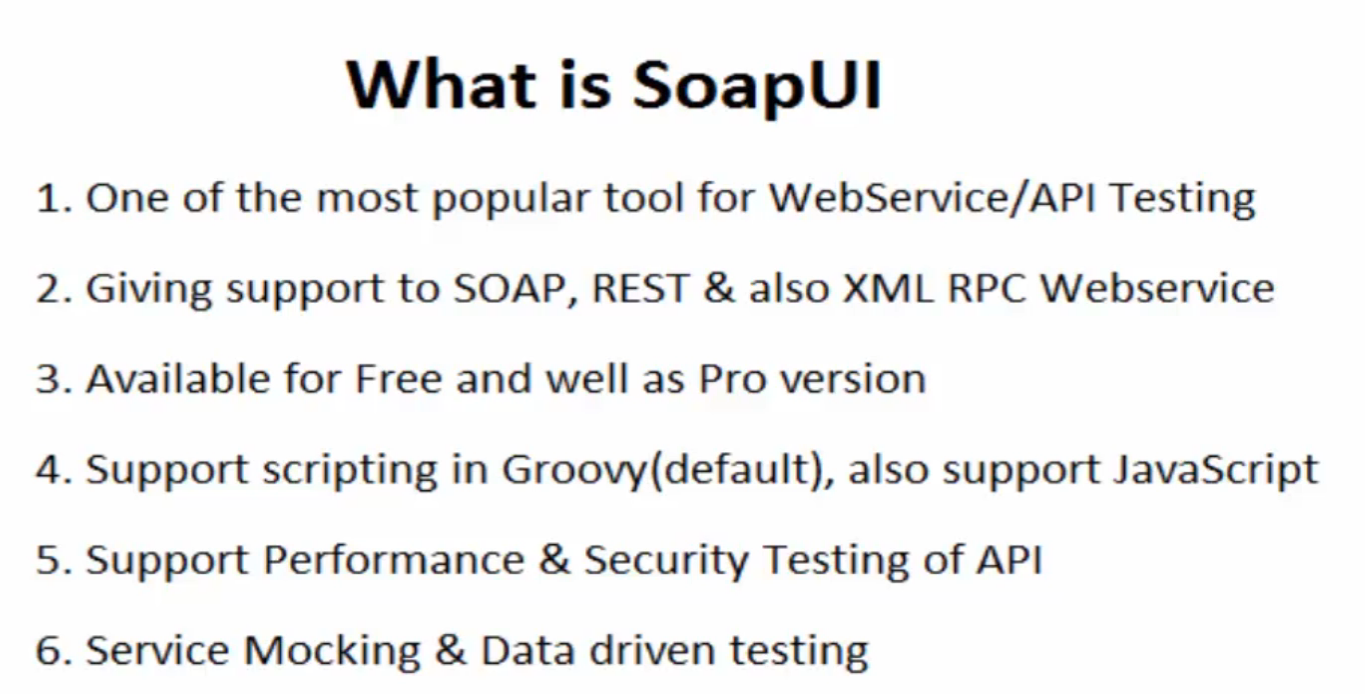 What is SoapUI
1. One of the most popular tool for WebService/API Testing
2. Giving support to SOAP, REST & also XML RPC Webservice
3. Available for Free and well as Pro version
4. Support scripting in Groovy(default), also support JavaScript
5. Support Performance & Security Testing of API
6. Service Mocking & Data driven testing